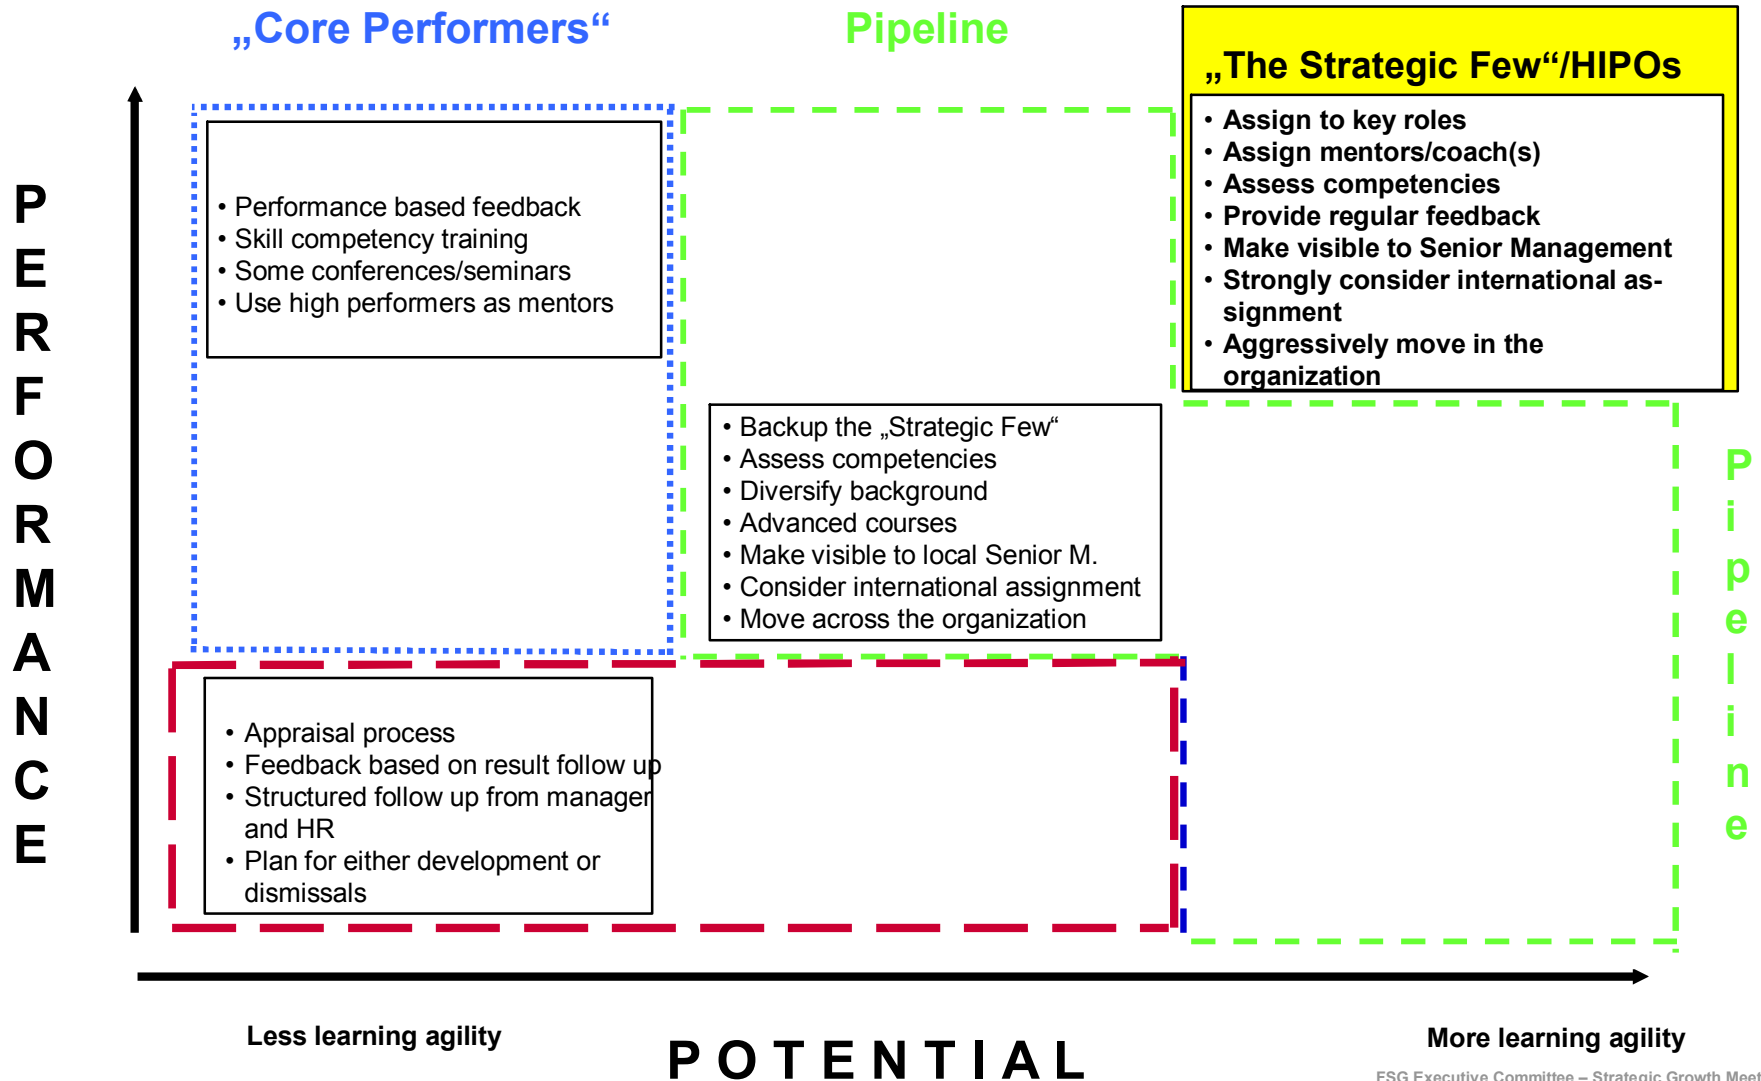 „Core Performers“
Pipeline
„The Strategic Few“/HIPOs
• Assign to key roles
• Assign mentors/coach(s)
• Assess competencies
• Provide regular feedback
• Make visible to Senior Management
• Strongly consider international as-
signment
• Aggressively move in the
organization
• Performance based feedback
• Skill competency training
• Some conferences/seminars
• Use high performers as mentors
• Backup the „Strategic Few“
• Assess competencies
• Diversify background
• Advanced courses
• Make visible to local Senior M.
• Consider international assignment
• Move across the organization
• Appraisal process
• Feedback based on result follow up
• Structured follow up from manager
and HR
• Plan for either development or
dismissals
PERFORMANCE
Pipeline
Less learning agility
More learning agility
POTENTIAL
FSG Executive Committee – Strategic Growth Meet